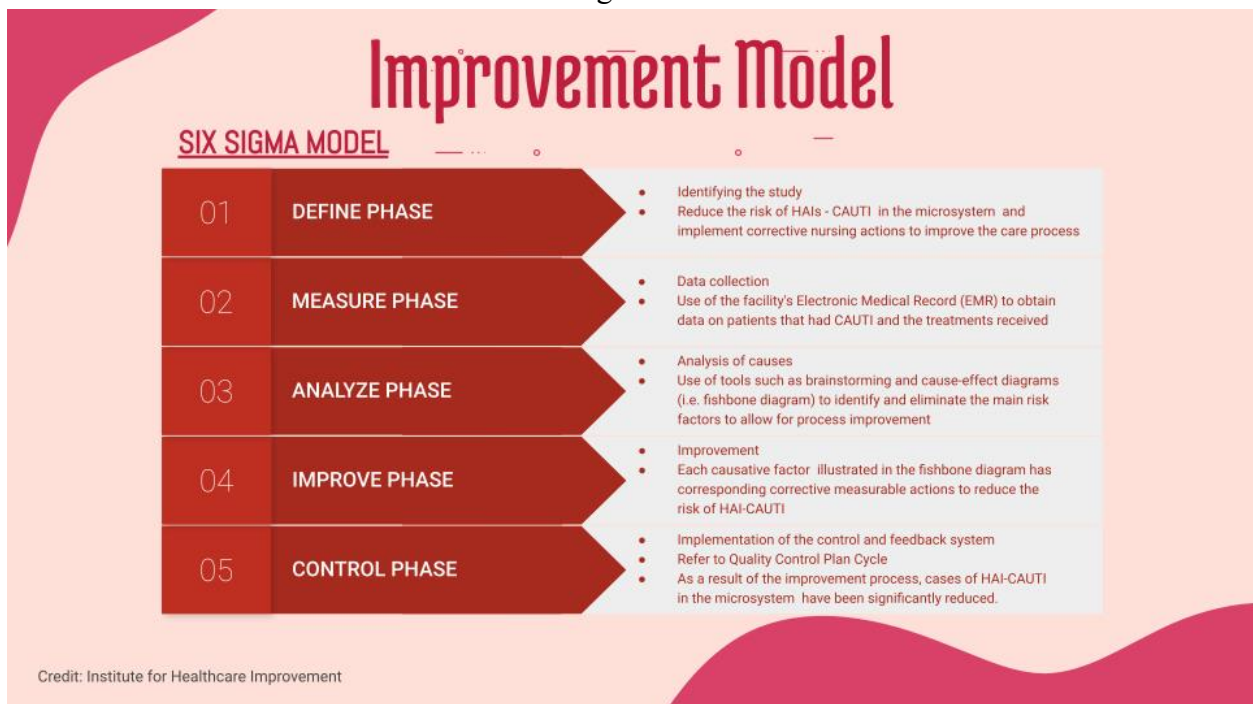 Improvement Model
SIX SIGMA MODEL
01
DEFINE PHASE
● Identifying the study
● Reduce the risk of HAIs - CAUTI in the microsystem and
implement corrective nursing actions to improve the care process
02
MEASURE PHASE
● Data collection
● Use of the facility's Electronic Medical Record (EMR) to obtain
data on patients that had CAUTI and the treatments received
03
ANALYZE PHASE
● Analysis of causes
● Use of tools such as brainstorming and cause-effect diagrams
(i.e. fishbone diagram) to identify and eliminate the main risk
factors to allow for process improvement
04
IMPROVE PHASE
● Improvement
● Each causative factor illustrated in the fishbone diagram has
corresponding corrective measurable actions to reduce the
risk of HAI-CAUTI
05
CONTROL PHASE
● Implementation of the control and feedback system
● Refer to Quality Control Plan Cycle
● As a result of the improvement process, cases of HAI-CAUTI
in the microsystem have been significantly reduced.
Credit: Institute for Healthcare Improvement